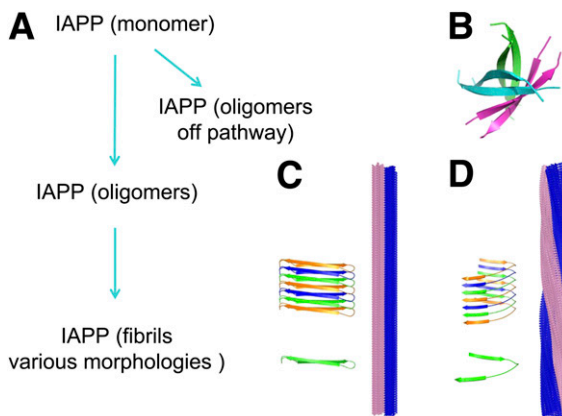 A
IAPP (monomer)
IAPP (oligomers
off pathway)
IAPP (oligomers)
IAPP (fibrils
various morphologies )
B
C
D